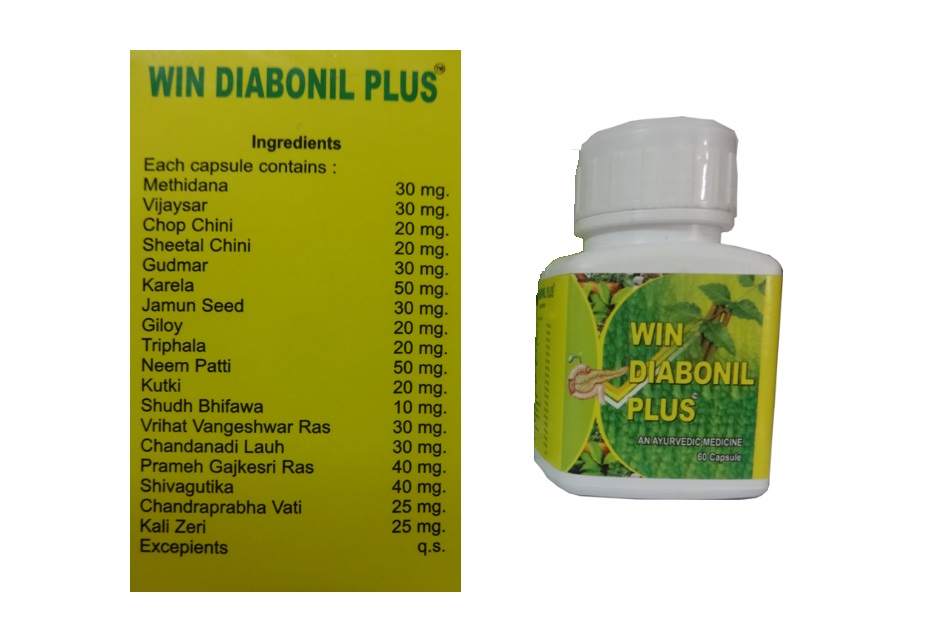 WIN DIABONIL PLUS™
Ingredients
Each capsule contains :
Methidana 30 mg.
Vijaysar 30 mg.
Chop Chini 20 mg.
Sheetal Chini 20 mg.
Gudmar 30 mg.
Karela 50 mg.
Jamun Seed 30 mg.
Giloy 20 mg.
Triphala 20 mg.
Neem Patti 50 mg.
Kutki 20 mg.
Shudh Bhifawa 10 mg.
Vrihat Vangeshwar Ras 30 mg.
Chandanadi Lauh 30 mg.
Prameh Gajkesri Ras 40 mg.
Shivagutika 40 mg.
Chandraprabha Vati 25 mg.
Kali Zeri 25 mg.
Excepients q.s.
WIN
DIABONIL
PLUS
AN AYURVEDIC MEDICINE
60 Capsule